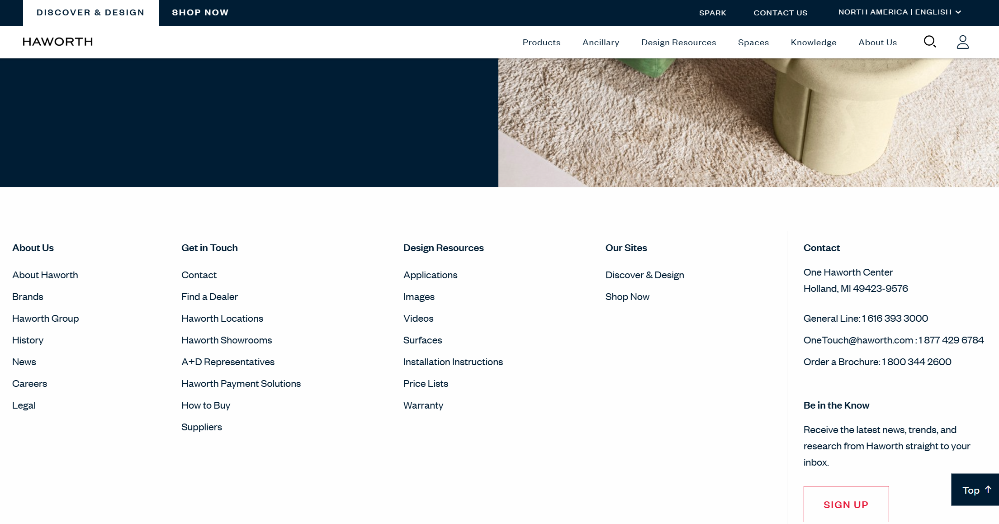 DISCOVER & DESIGN
SHOP NOW
SPARK
CONTACT US
NORTH AMERICA | ENGLISH
HAWORTH
Products
Ancillary
Design Resources
Spaces
Knowledge
About Us
About Us
About Haworth
Brands
Haworth Group
History
News
Careers
Legal
Get in Touch
Contact
Find a Dealer
Haworth Locations
Haworth Showrooms
A+D Representatives
Haworth Payment Solutions
How to Buy
Suppliers
Design Resources
Applications
Images
Videos
Surfaces
Installation Instructions
Price Lists
Warranty
Our Sites
Discover & Design
Shop Now
Contact
One Haworth Center
Holland, MI 49423-9576
General Line: 1 616 393 3000
OneTouch@haworth.com : 1 877 429 6784
Order a Brochure: 1 800 344 2600
Be in the Know
Receive the latest news, trends, and
research from Haworth straight to your
inbox.
SIGN UP
Top